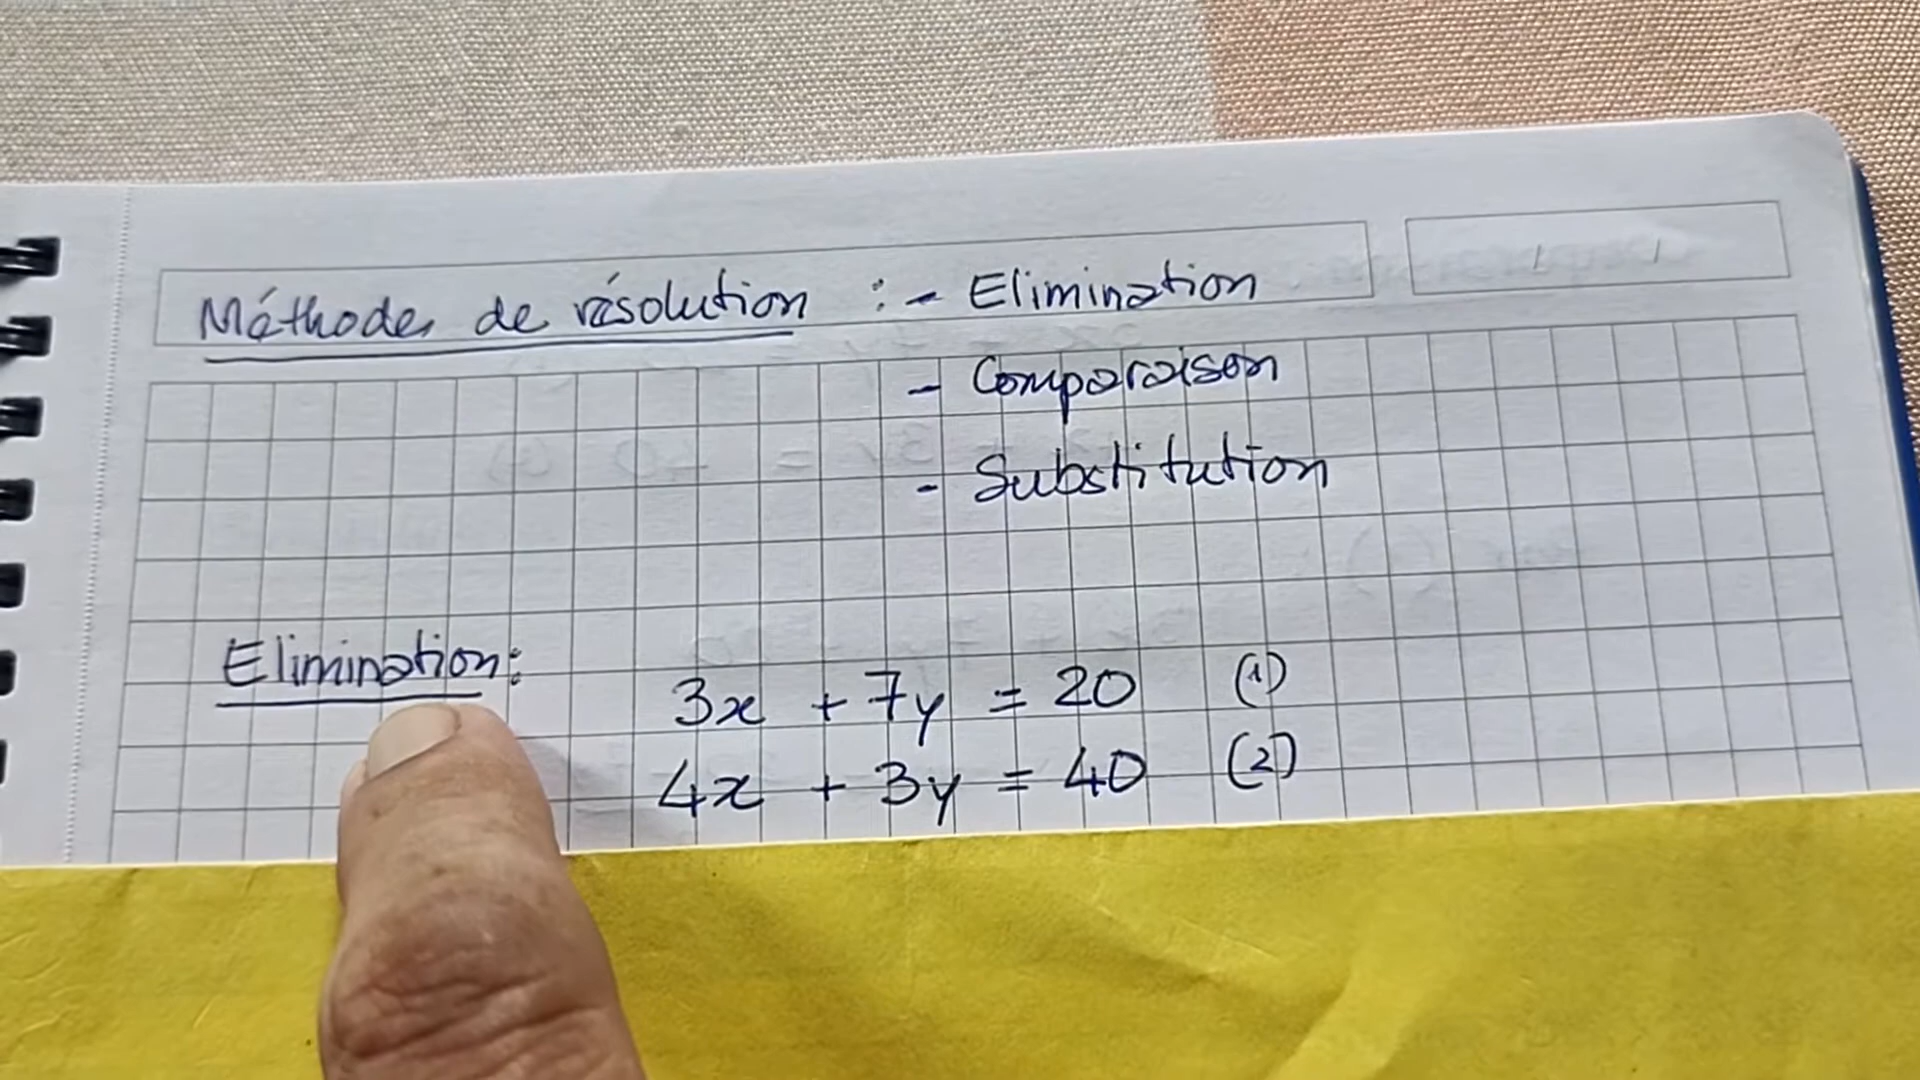 Méthodes de résolution : - Elimination
- Comparaison
- Substitution
Elimination:
3x + 7y = 20 (1)
4x + 3y = 40 (2)